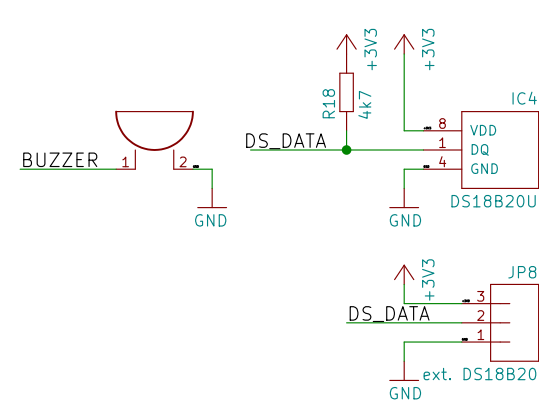 +3V3
+3V3
R18
4k7
IC4
DS_DATA
8
VDD
1
DQ
4
GND
DS18B20U
BUZZER
1
2
GND
GND
+3V3
JP8
3
DS_DATA
2
1
ext. DS18B20
GND